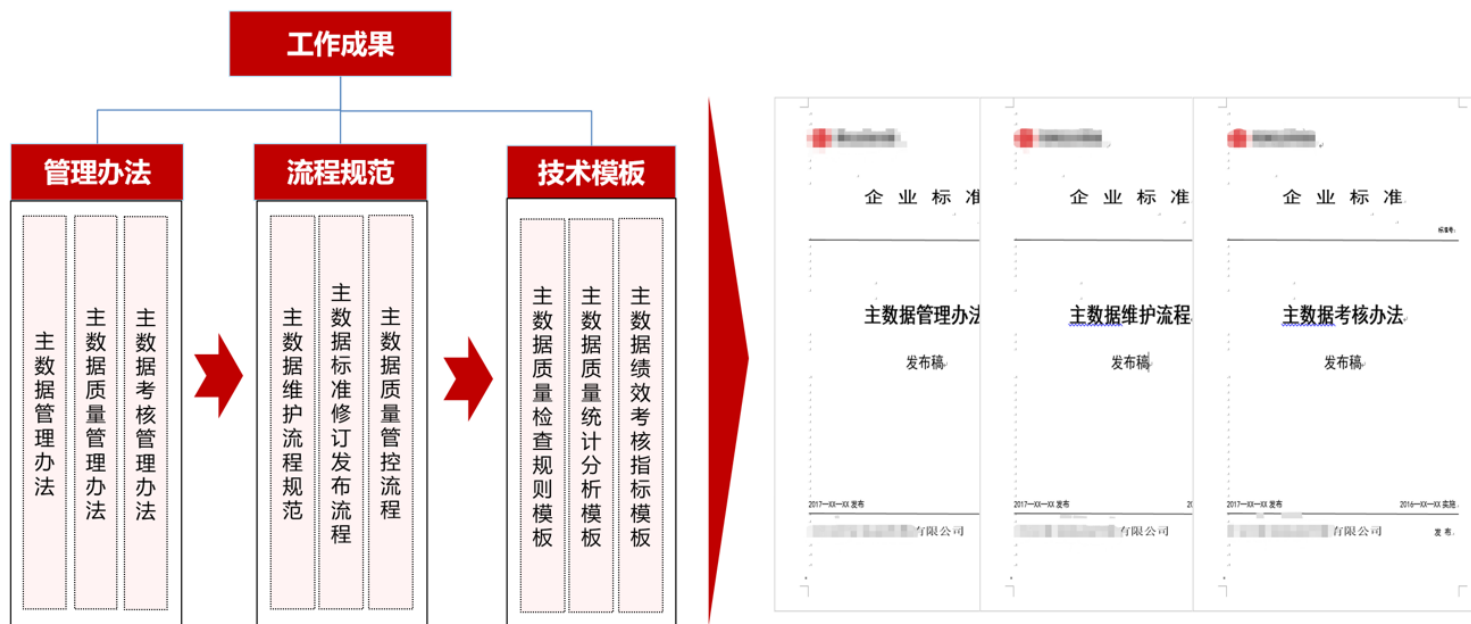 工作成果
管理办法
主数据管理办法
主数据质量管理办法
主数据考核管理办法
流程规范
主数据维护流程规范
主数据标准修订发布流程
主数据质量管控流程
技术模板
主数据质量检查规则模板
主数据质量统计分析模板
主数据绩效考核指标模板
企业标准
主数据管理办法
发布稿
2017—XX—XX 发布
有限公司
企业标准
主数据维护流程
发布稿
2017—XX—XX 发布
20
有限公司
企业标准
标准号:
主数据考核办法
发布稿
2017—XX—XX 发布
2016—XX—XX 实施
有限公司
发 布